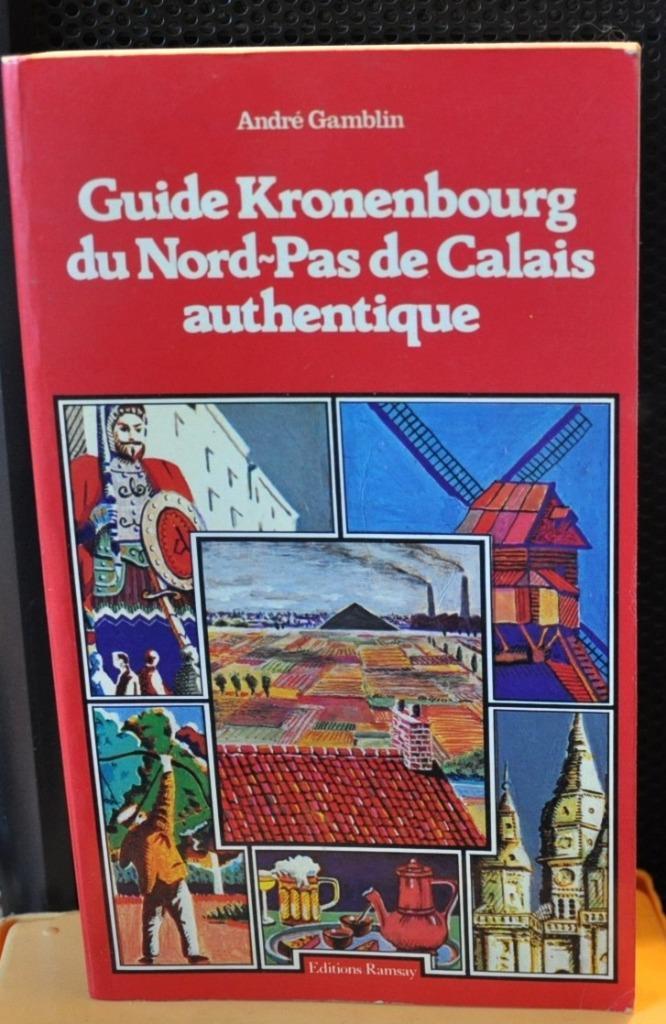 André Gamblin
Guide Kronenbourg
du Nord~Pas de Calais
authentique
Editions Ramsay